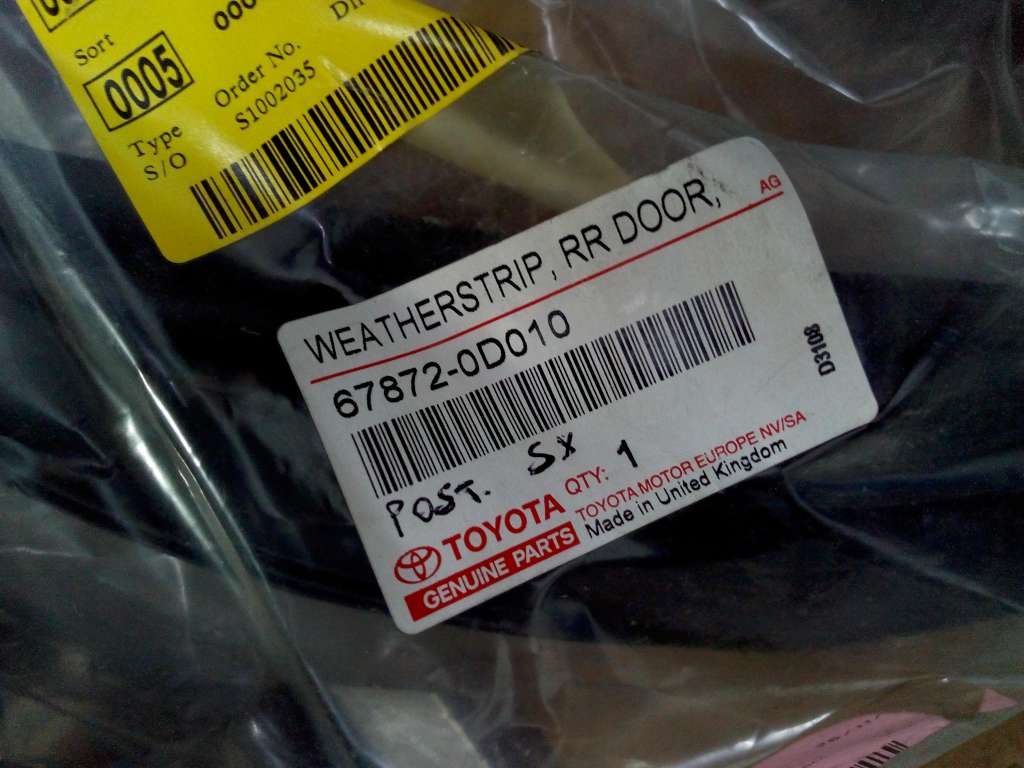 Sort
0005
Type
S/O
Order No.
S1002035
WEATHERSTRIP, RR DOOR,
AG
67872-0D010
D3108
POST. SX
TOYOTA
GENUINE PARTS
QTY: 1
TOYOTA MOTOR EUROPE NV/SA
Made in United Kingdom